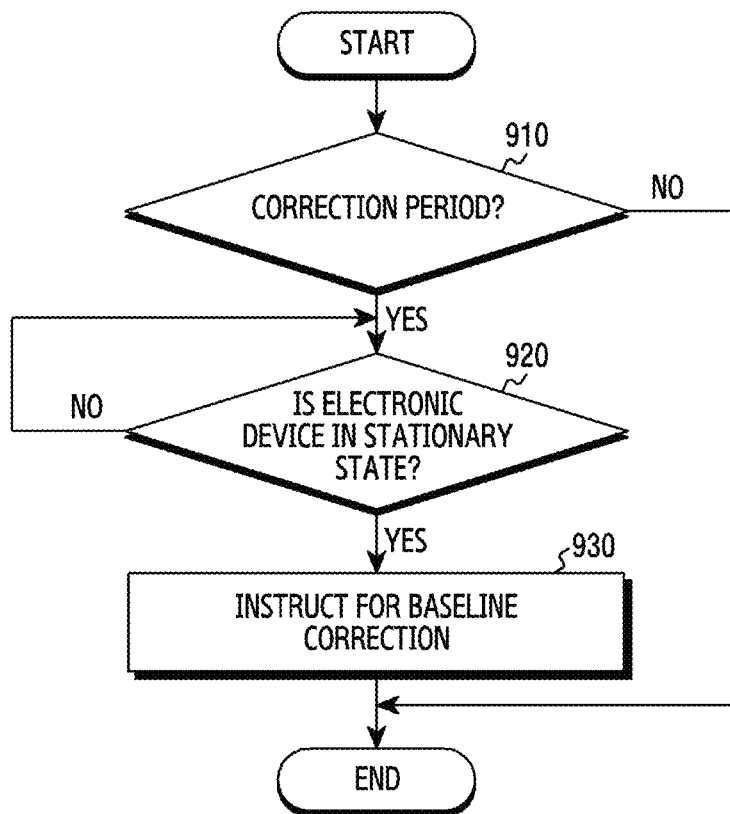 START
910
CORRECTION PERIOD?
NO
YES
920
NO
IS ELECTRONIC
DEVICE IN STATIONARY
STATE?
YES
930
INSTRUCT FOR BASELINE
CORRECTION
END